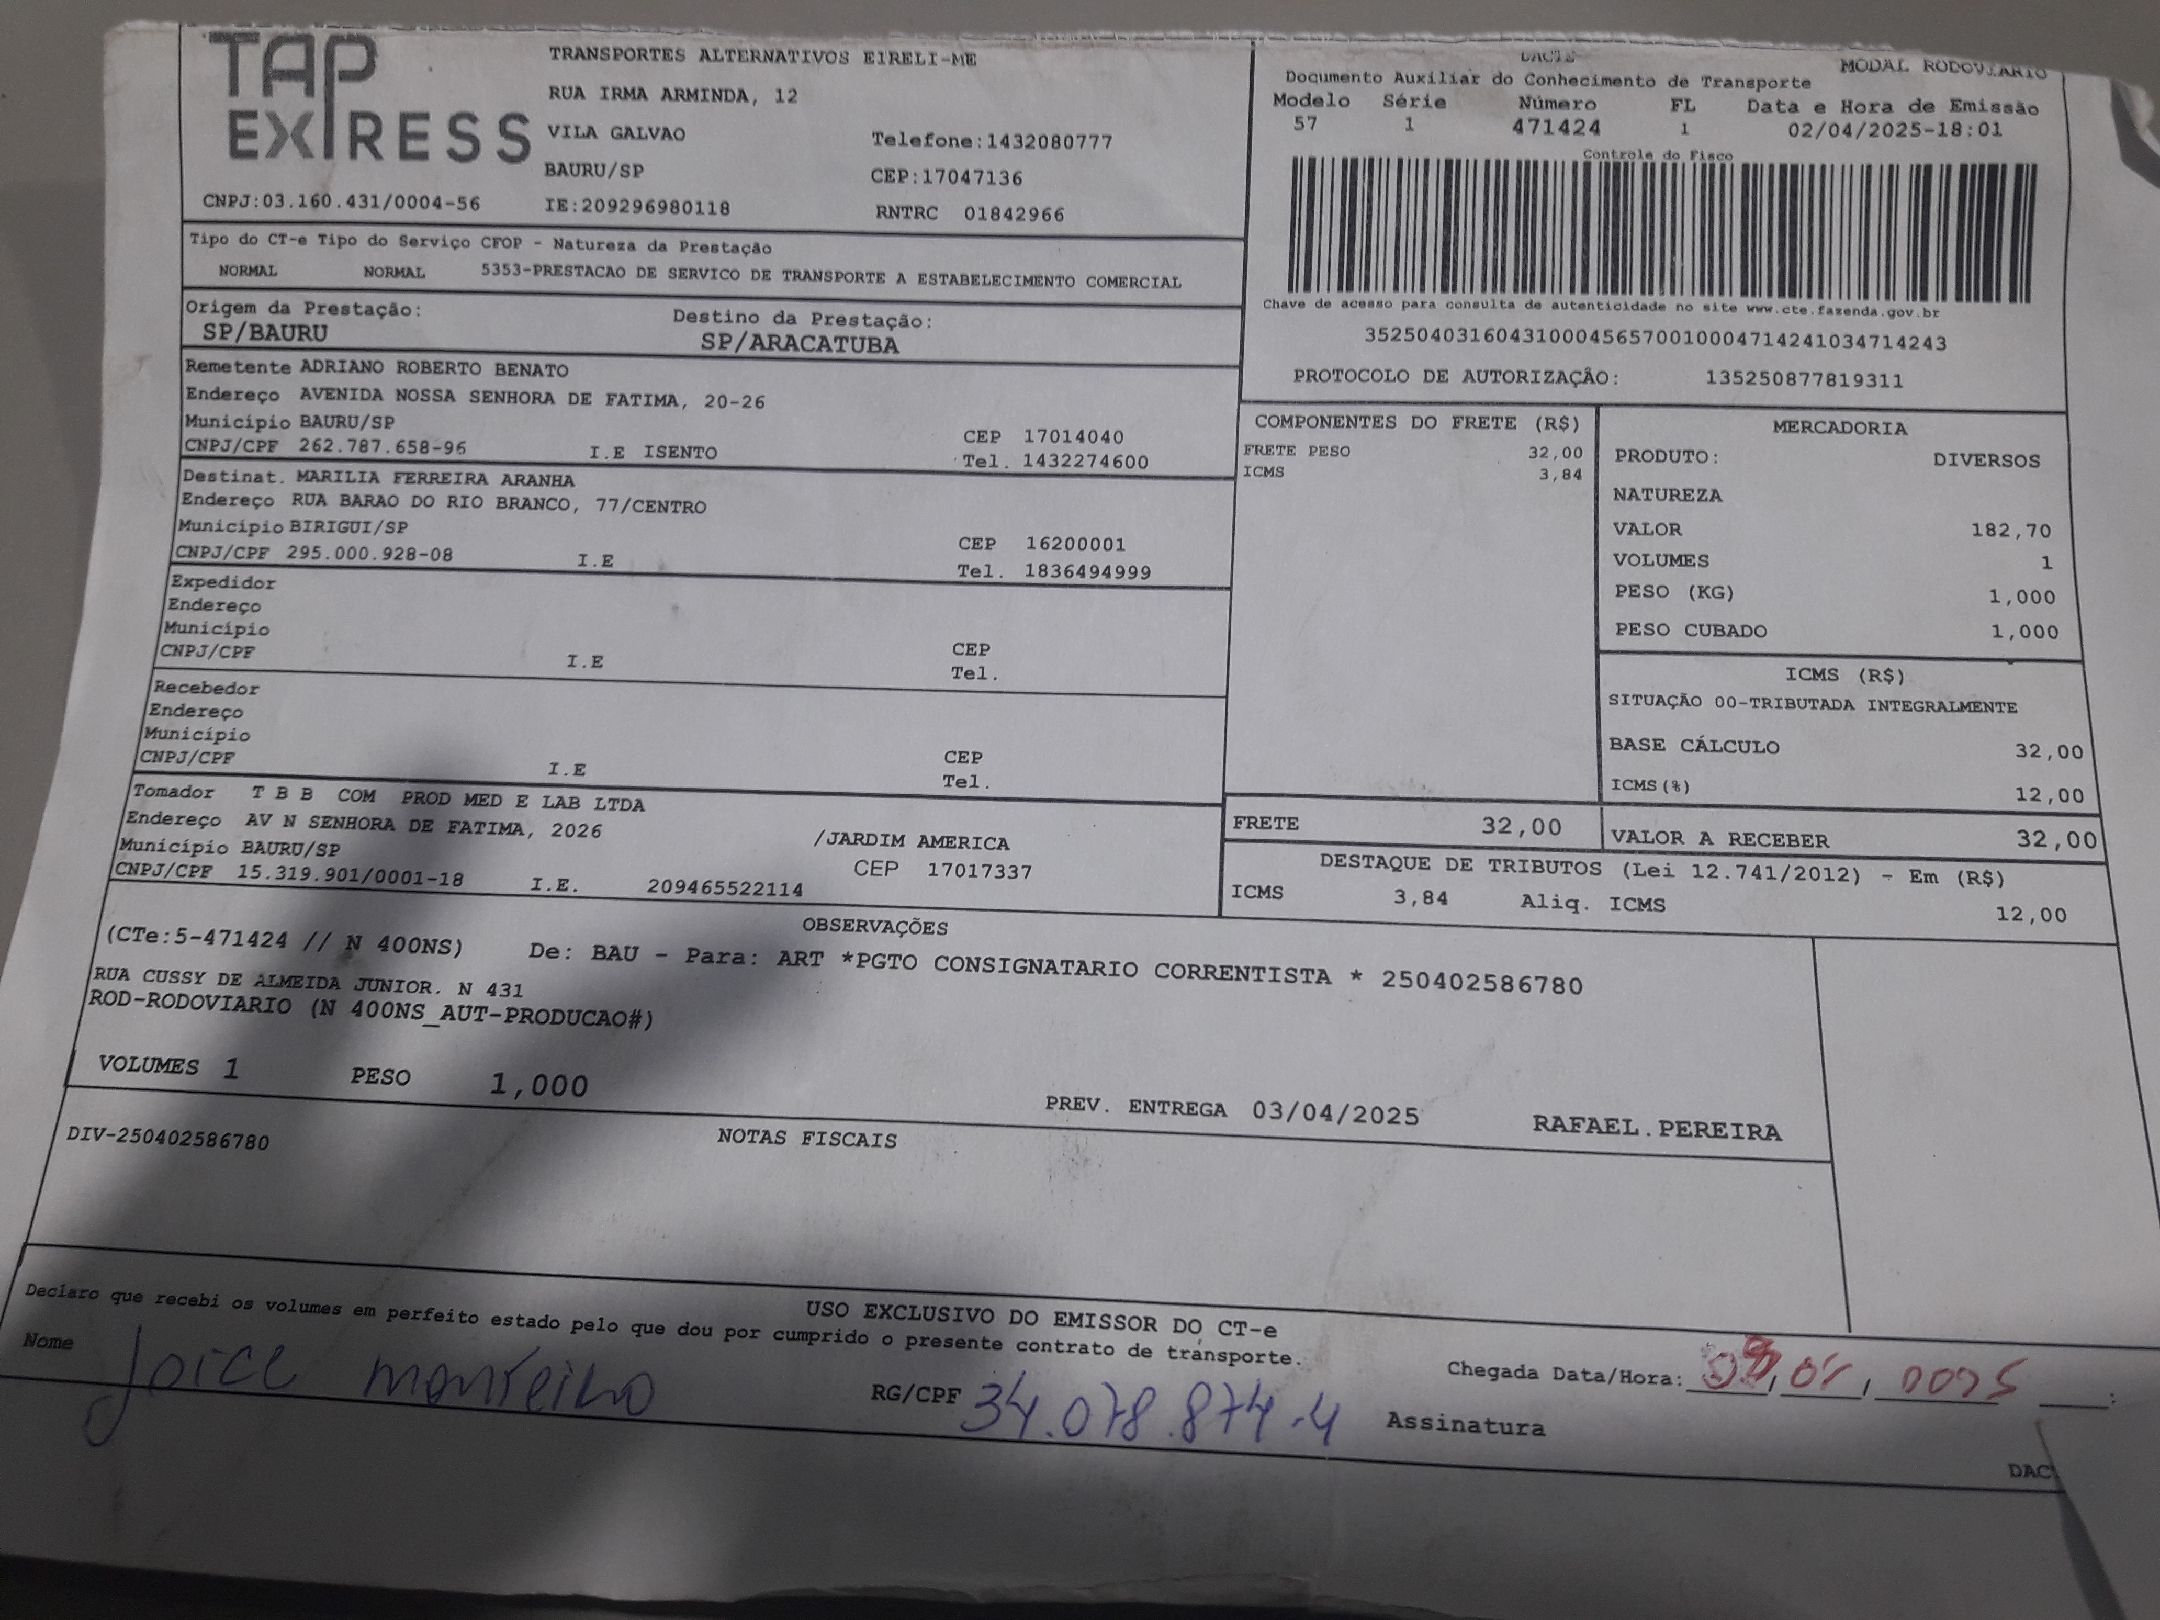 TAP EXPRESS
TRANSPORTES ALTERNATIVOS EIRELI-ME
RUA IRMA ARMINDA, 12
VILA GALVAO Telefone:1432080777
BAURU/SP CEP:17047136
CNPJ:03.160.431/0004-56 IE:209296980118 RNTRC 01842966
DACTE MODAL RODOVIARIO
Documento Auxiliar do Conhecimento de Transporte
Modelo Série Número FL Data e Hora de Emissão
57 1 471424 1 02/04/2025-18:01
Controle do Fisco
Chave de acesso para consulta de autenticidade no site www.cte.fazenda.gov.br
35250403160431000456570010004714241034714243
PROTOCOLO DE AUTORIZAÇÃO: 135250877819311
Tipo do CT-e Tipo do Serviço CFOP - Natureza da Prestação
NORMAL NORMAL 5353-PRESTACAO DE SERVICO DE TRANSPORTE A ESTABELECIMENTO COMERCIAL
Origem da Prestação: Destino da Prestação:
SP/BAURU SP/ARACATUBA
Remetente ADRIANO ROBERTO BENATO
Endereço AVENIDA NOSSA SENHORA DE FATIMA, 20-26
Município BAURU/SP CEP 17014040
CNPJ/CPF 262.787.658-96 I.E ISENTO Tel. 1432274600
Destinat. MARILIA FERREIRA ARANHA
Endereço RUA BARAO DO RIO BRANCO, 77/CENTRO
Município BIRIGUI/SP CEP 16200001
CNPJ/CPF 295.000.928-08 I.E Tel. 1836494999
Expedidor
Endereço
Município CEP
CNPJ/CPF I.E Tel.
Recebedor
Endereço
Município CEP
CNPJ/CPF I.E Tel.
Tomador T B B COM PROD MED E LAB LTDA
Endereço AV N SENHORA DE FATIMA, 2026 /JARDIM AMERICA
Município BAURU/SP CEP 17017337
CNPJ/CPF 15.319.901/0001-18 I.E. 209465522114
COMPONENTES DO FRETE (R$)
FRETE PESO 32,00
ICMS 3,84
MERCADORIA
PRODUTO: DIVERSOS
NATUREZA
VALOR 182,70
VOLUMES 1
PESO (KG) 1,000
PESO CUBADO 1,000
ICMS (R$)
SITUAÇÃO 00-TRIBUTADA INTEGRALMENTE
BASE CÁLCULO 32,00
ICMS(%) 12,00
FRETE 32,00 VALOR A RECEBER 32,00
DESTAQUE DE TRIBUTOS (Lei 12.741/2012) - Em (R$)
ICMS 3,84 Aliq. ICMS 12,00
OBSERVAÇÕES
(CTe:5-471424 // N 400NS) De: BAU - Para: ART *PGTO CONSIGNATARIO CORRENTISTA * 250402586780
RUA CUSSY DE ALMEIDA JUNIOR. N 431
ROD-RODOVIARIO (N 400NS_AUT-PRODUCAO#)
VOLUMES 1 PESO 1,000
PREV. ENTREGA 03/04/2025 RAFAEL.PEREIRA
DIV-250402586780 NOTAS FISCAIS
USO EXCLUSIVO DO EMISSOR DO CT-e
Declaro que recebi os volumes em perfeito estado pelo que dou por cumprido o presente contrato de transporte.
Nome Joice monteiro RG/CPF 34.078.874-4
Chegada Data/Hora:
Assinatura
DAC